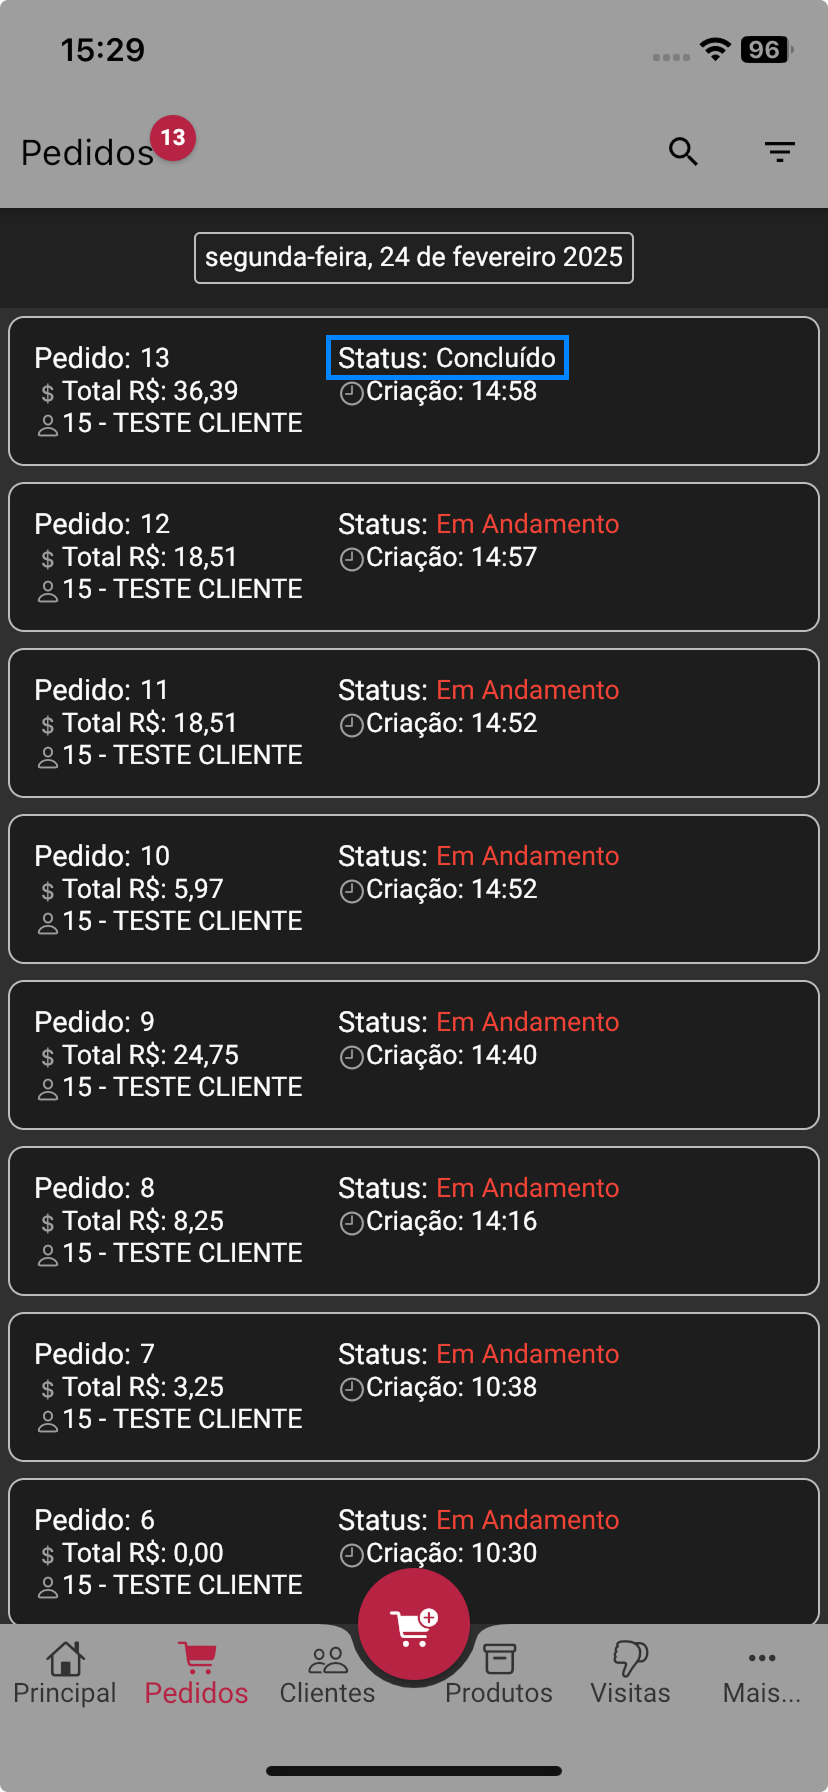 15:29
96
Pedidos
13
segunda-feira, 24 de fevereiro 2025
Pedido: 13 Status: Concluído
$ Total R$: 36,39 Criação: 14:58
15 - TESTE CLIENTE
Pedido: 12 Status: Em Andamento
$ Total R$: 18,51 Criação: 14:57
15 - TESTE CLIENTE
Pedido: 11 Status: Em Andamento
$ Total R$: 18,51 Criação: 14:52
15 - TESTE CLIENTE
Pedido: 10 Status: Em Andamento
$ Total R$: 5,97 Criação: 14:52
15 - TESTE CLIENTE
Pedido: 9 Status: Em Andamento
$ Total R$: 24,75 Criação: 14:40
15 - TESTE CLIENTE
Pedido: 8 Status: Em Andamento
$ Total R$: 8,25 Criação: 14:16
15 - TESTE CLIENTE
Pedido: 7 Status: Em Andamento
$ Total R$: 3,25 Criação: 10:38
15 - TESTE CLIENTE
Pedido: 6 Status: Em Andamento
$ Total R$: 0,00 Criação: 10:30
15 - TESTE CLIENTE
Principal Pedidos Clientes Produtos Visitas Mais...